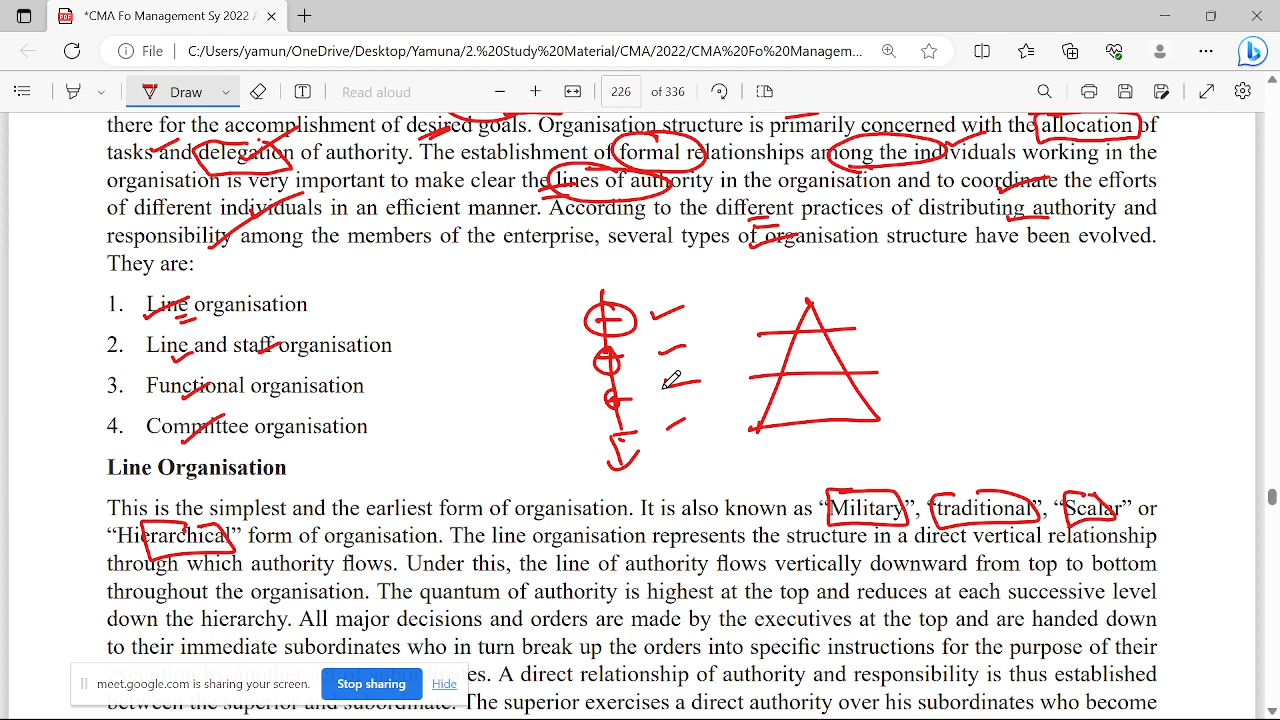 *CMA Fo Management Sy 2022 A
File
C:/Users/yamun/OneDrive/Desktop/Yamuna/2.%20Study%20Material/CMA/2022/CMA%20Fo%20Managem...
Draw
Read aloud
226 of 336
there for the accomplishment of desired goals. Organisation structure is primarily concerned with the allocation of
tasks and delegation of authority. The establishment of formal relationships among the individuals working in the
organisation is very important to make clear the lines of authority in the organisation and to coordinate the efforts
of different individuals in an efficient manner. According to the different practices of distributing authority and
responsibility among the members of the enterprise, several types of organisation structure have been evolved.
They are:
1. Line organisation
2. Line and staff organisation
3. Functional organisation
4. Committee organisation
Line Organisation
This is the simplest and the earliest form of organisation. It is also known as “Military”, “traditional”, “Scalar” or
“Hierarchical” form of organisation. The line organisation represents the structure in a direct vertical relationship
through which authority flows. Under this, the line of authority flows vertically downward from top to bottom
throughout the organisation. The quantum of authority is highest at the top and reduces at each successive level
down the hierarchy. All major decisions and orders are made by the executives at the top and are handed down
to their immediate subordinates who in turn break up the orders into specific instructions for the purpose of their
A direct relationship of authority and responsibility is thus established
The superior exercises a direct authority over his subordinates who become
meet.google.com is sharing your screen.
Stop sharing
Hide